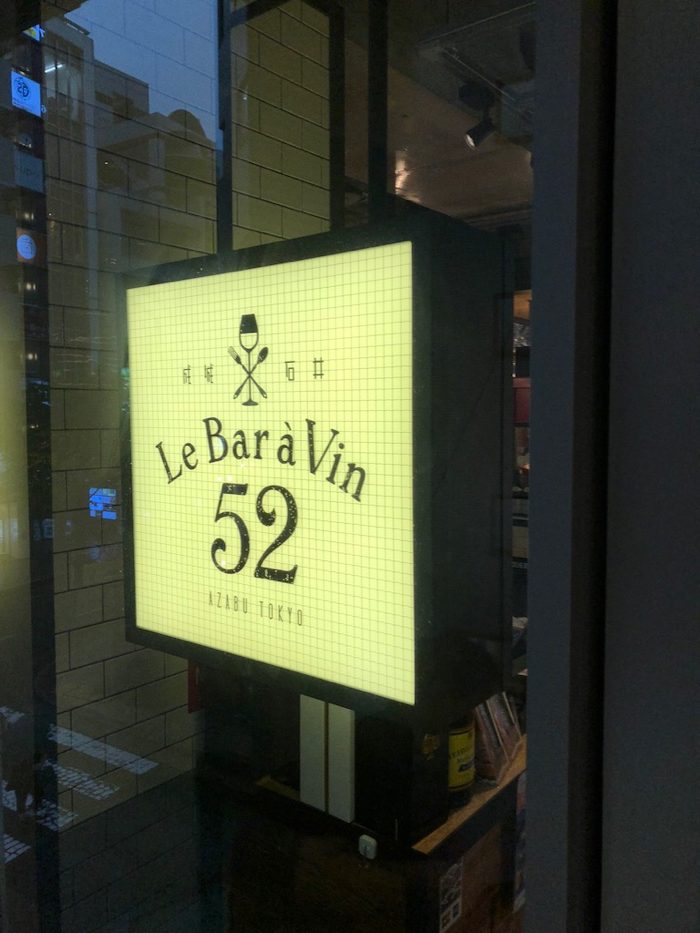 成城 石井
Le Bar à Vin
52
AZABU TOKYO